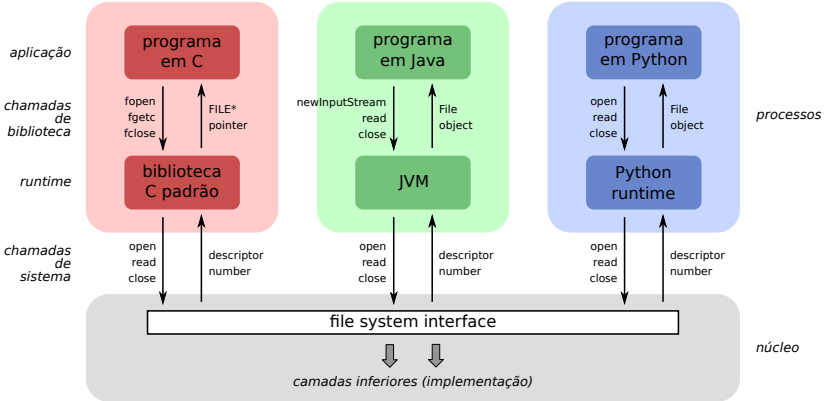 aplicação
programa
em C
programa
em Java
programa
em Python
chamadas
de
biblioteca
fopen
fgetc
fclose
FILE*
pointer
newInputStream
read
close
File
object
open
read
close
File
object
processos
runtime
biblioteca
C padrão
JVM
Python
runtime
chamadas
de
sistema
open
read
close
descriptor
number
open
read
close
descriptor
number
open
read
close
descriptor
number
file system interface
núcleo
camadas inferiores (implementação)